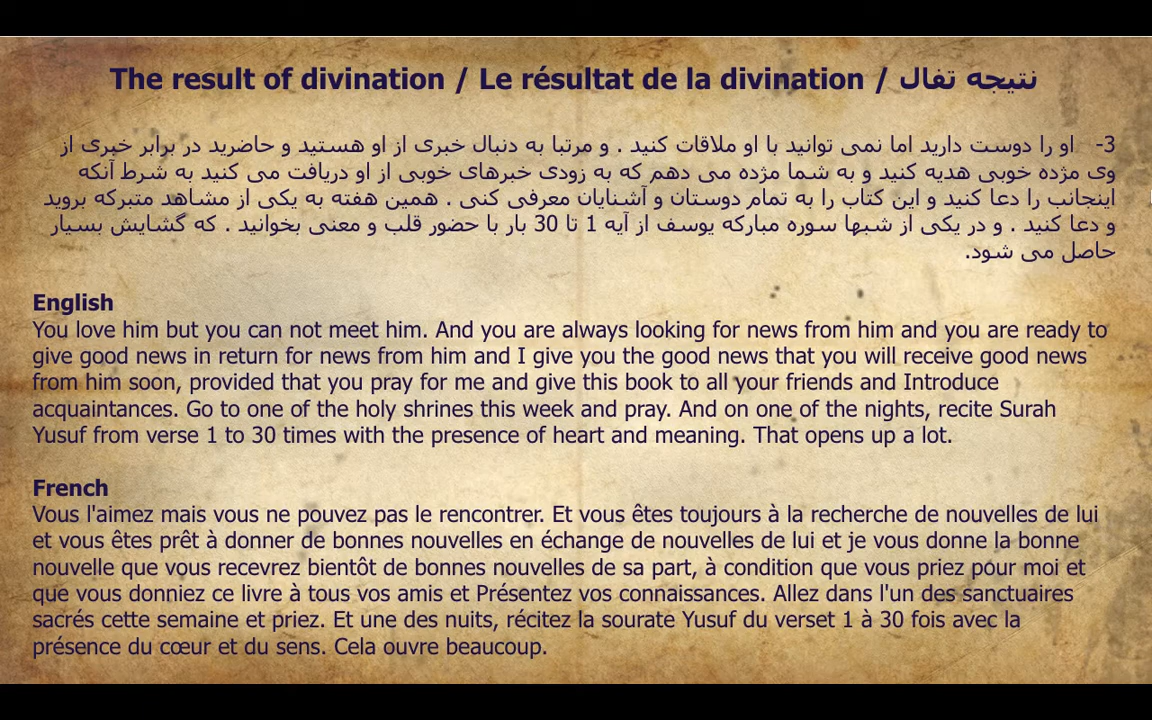 The result of divination / Le résultat de la divination / نتیجه تفال
3- او را دوست دارید اما نمی توانید با او ملاقات کنید . و مرتبا به دنبال خبری از او هستید و حاضرید در برابر خبری از
وی مژده خوبی هدیه کنید و به شما مژده می دهم که به زودی خبرهای خوبی از او دریافت می کنید به شرط آنکه
اینجانب را دعا کنید و این کتاب را به تمام دوستان و آشنایان معرفی کنی . همین هفته به یکی از مشاهد متبرکه بروید
و دعا کنید . و در یکی از شبها سوره مبارکه یوسف از آیه 1 تا 30 بار با حضور قلب و معنی بخوانید . که گشایش بسیار
حاصل می شود.
English
You love him but you can not meet him. And you are always looking for news from him and you are ready to
give good news in return for news from him and I give you the good news that you will receive good news
from him soon, provided that you pray for me and give this book to all your friends and Introduce
acquaintances. Go to one of the holy shrines this week and pray. And on one of the nights, recite Surah
Yusuf from verse 1 to 30 times with the presence of heart and meaning. That opens up a lot.
French
Vous l'aimez mais vous ne pouvez pas le rencontrer. Et vous êtes toujours à la recherche de nouvelles de lui
et vous êtes prêt à donner de bonnes nouvelles en échange de nouvelles de lui et je vous donne la bonne
nouvelle que vous recevrez bientôt de bonnes nouvelles de sa part, à condition que vous priez pour moi et
que vous donniez ce livre à tous vos amis et Présentez vos connaissances. Allez dans l'un des sanctuaires
sacrés cette semaine et priez. Et une des nuits, récitez la sourate Yusuf du verset 1 à 30 fois avec la
présence du cœur et du sens. Cela ouvre beaucoup.